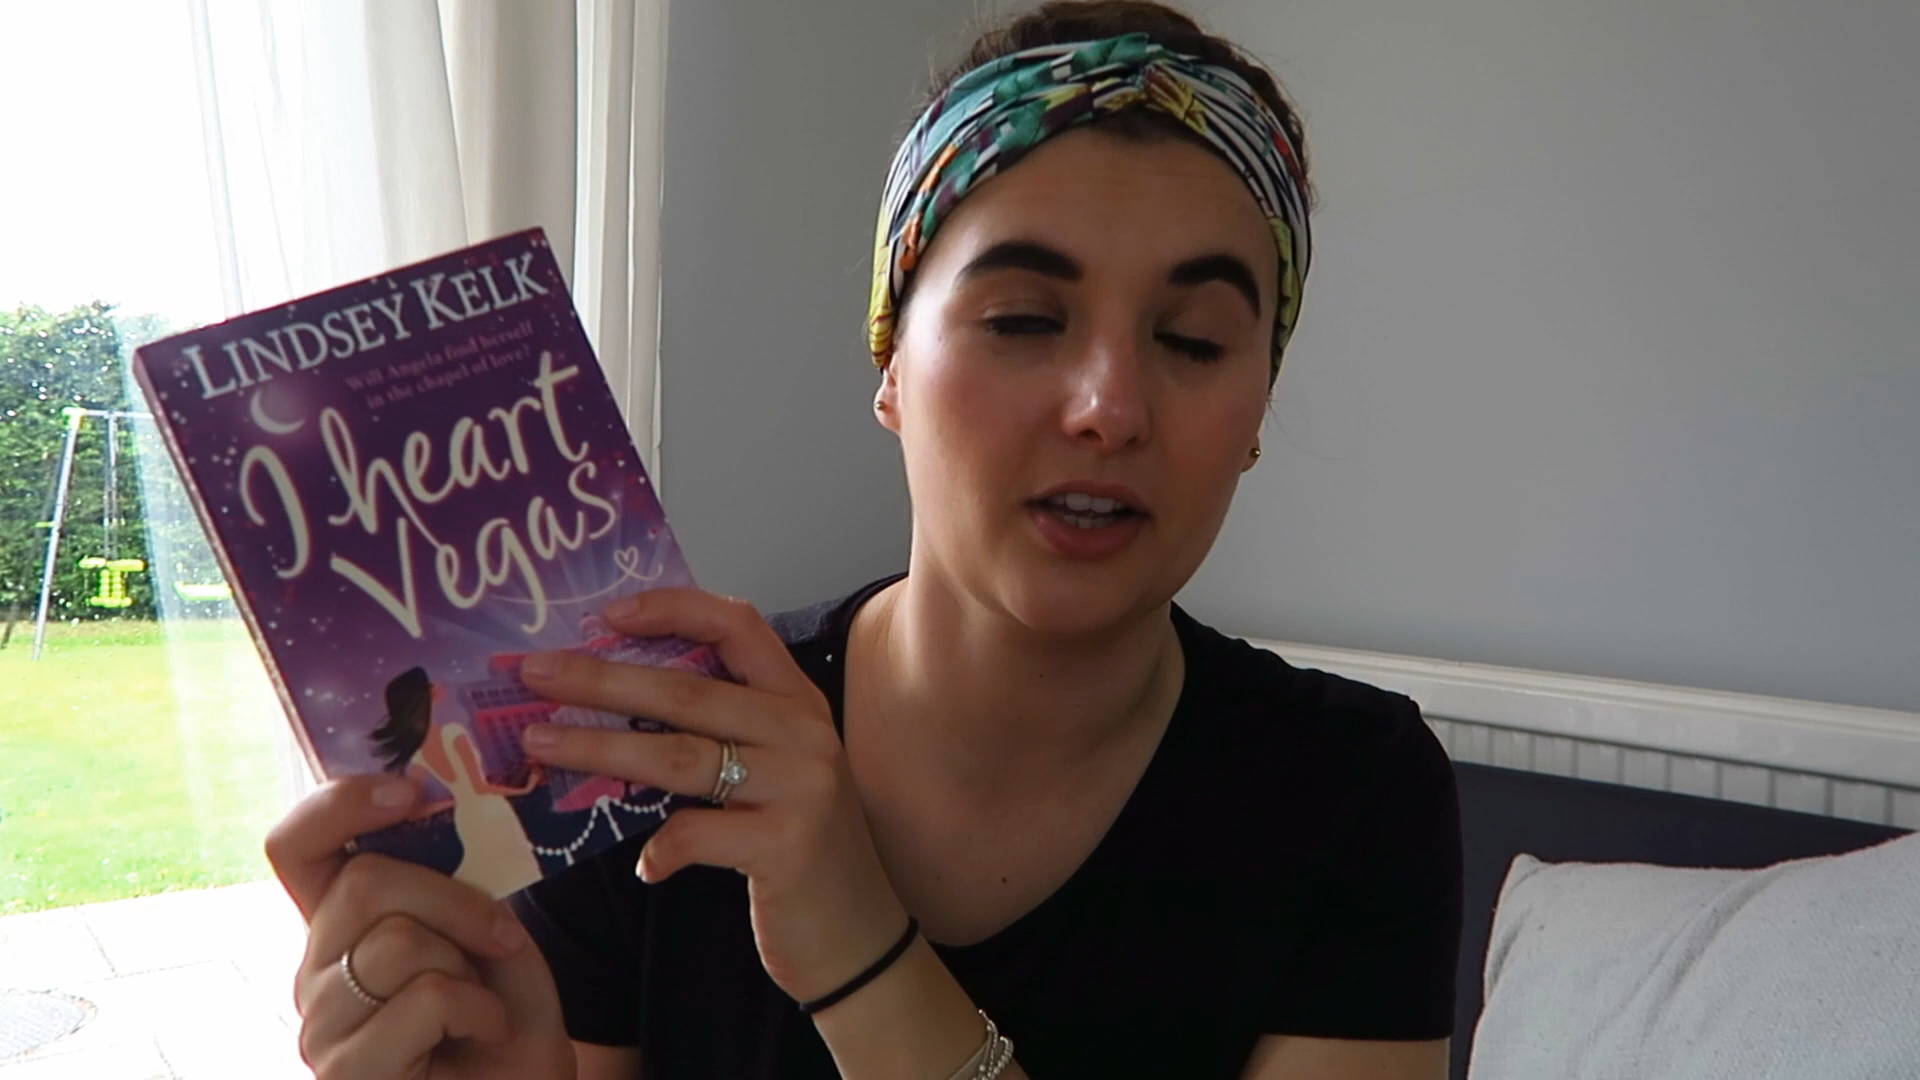 LINDSEY KELK
Will Angela find herself
in the chapel of love?
I heart
Vegas